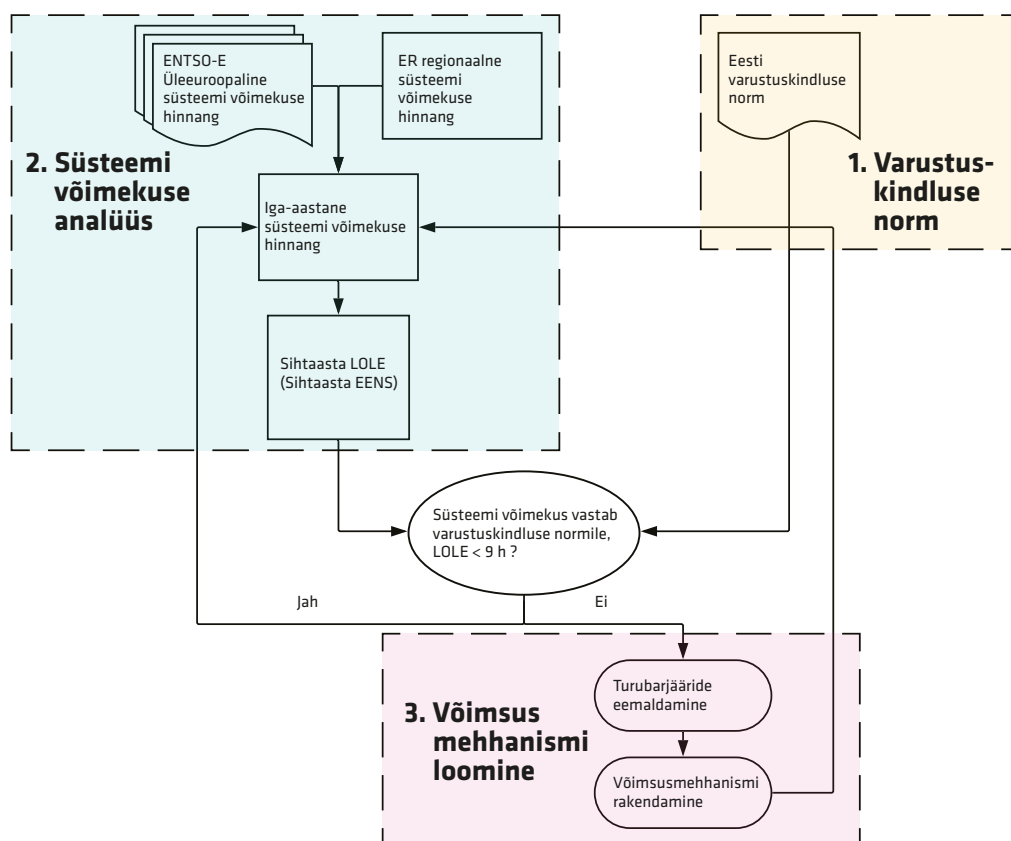 ENTSO-E
Üleeuroopaline
süsteemi võimekuse
hinnang
ER regionaalne
süsteemi
võimekuse
hinnang
Eesti
varustuskindluse
norm
2. Süsteemi
võimekuse
analüüs
1. Varustus-
kindluse
norm
Iga-aastane
süsteemi võimekuse
hinnang
Sihtaasta LOLE
(Sihtaasta EENS)
Süsteemi võimekus vastab
varustuskindluse normile,
LOLE < 9 h ?
Jah
Ei
3. Võimsus
mehhanismi
loomine
Turubarjääride
eemaldamine
Võimsusmehhanismi
rakendamine